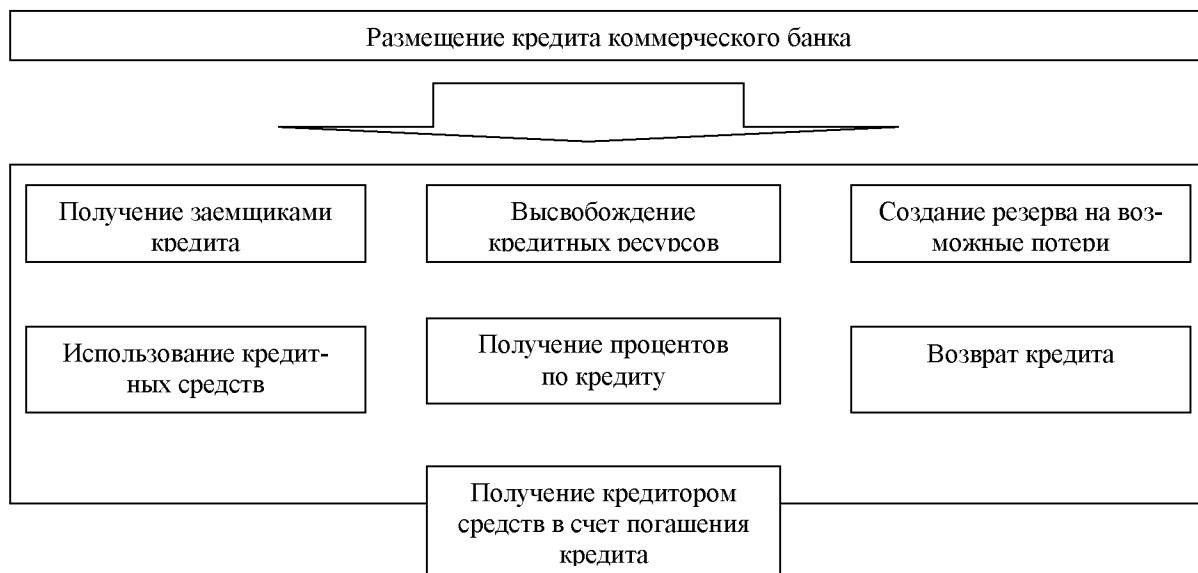 Размещение кредита коммерческого банка
Получение заемщиками
кредита
Высвобождение
кредитных ресурсов
Создание резерва на воз-
можные потери
Использование кредит-
ных средств
Получение процентов
по кредиту
Возврат кредита
Получение кредитором
средств в счет погашения
кредита